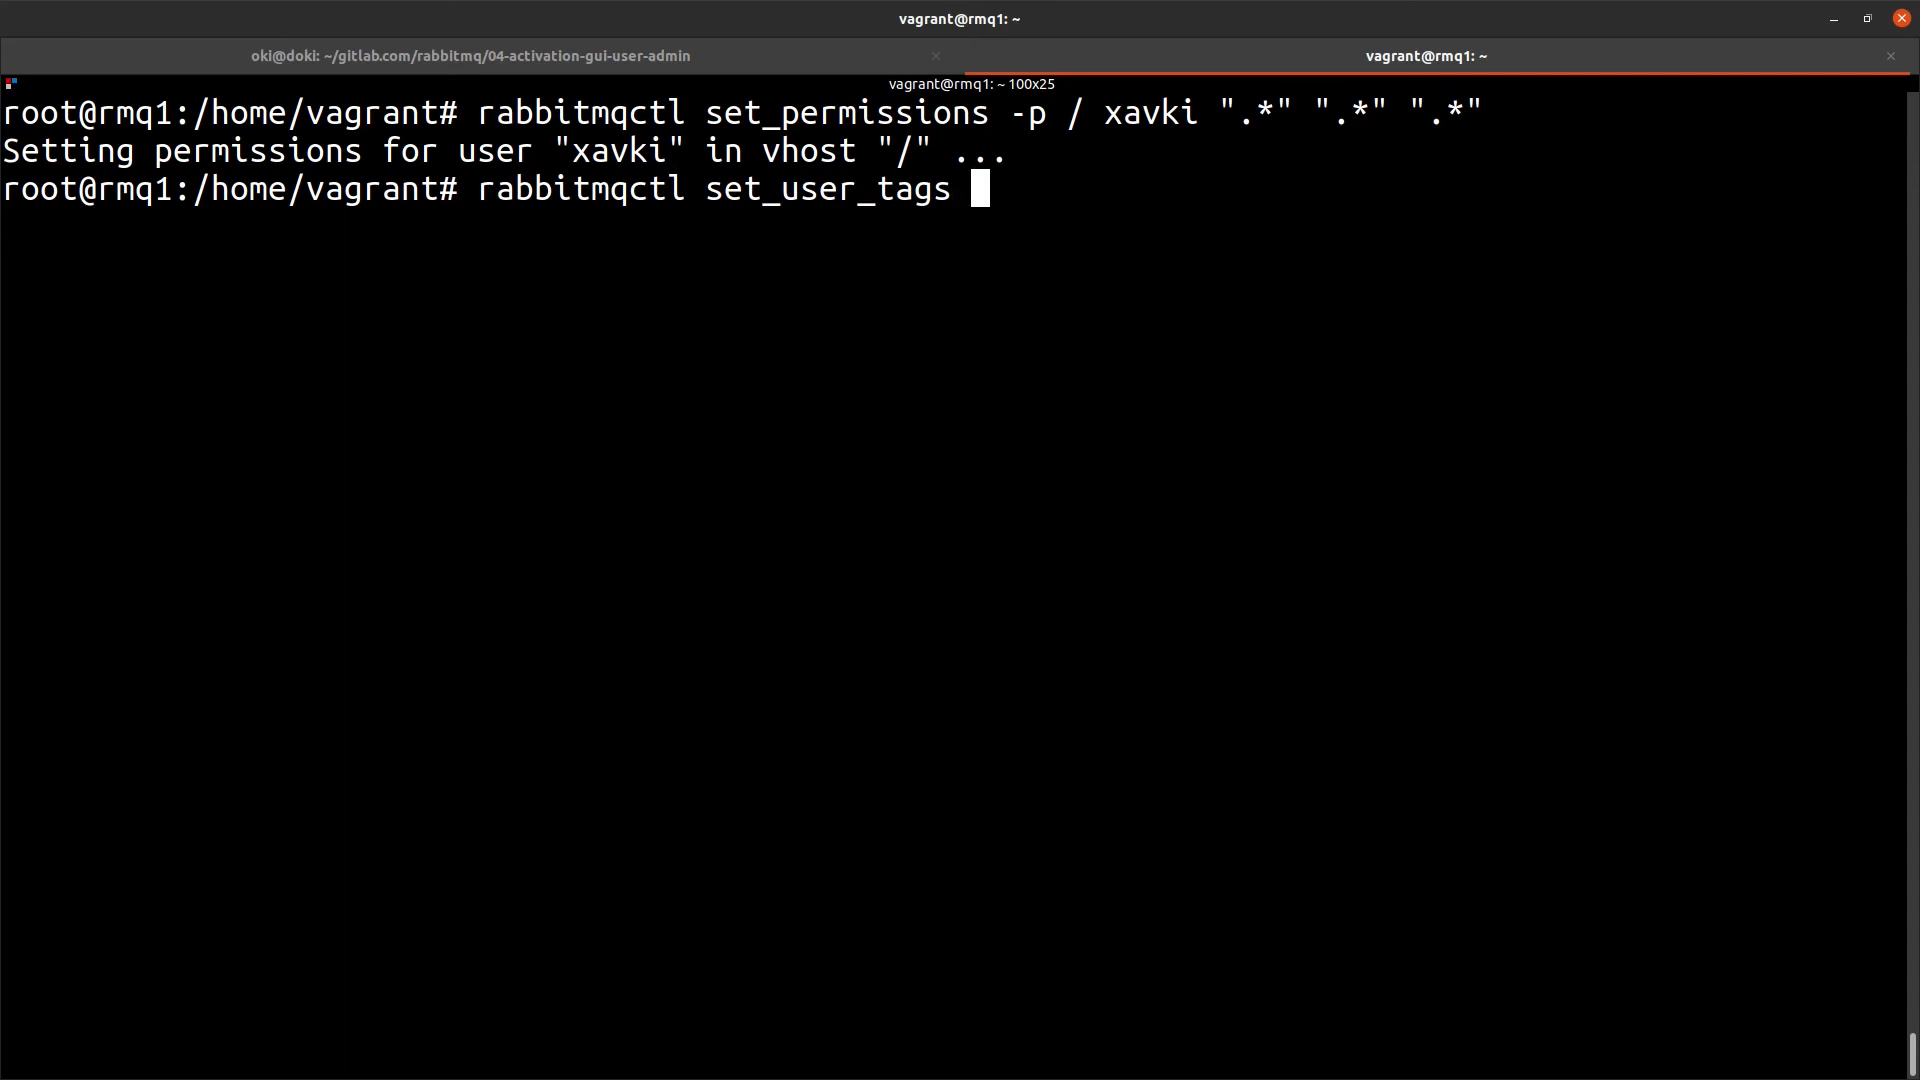 vagrant@rmq1: ~
oki@doki: ~/gitlab.com/rabbitmq/04-activation-gui-user-admin
vagrant@rmq1: ~
vagrant@rmq1: ~ 100x25
root@rmq1:/home/vagrant# rabbitmqctl set_permissions -p / xavki ".*" ".*" ".*"
Setting permissions for user "xavki" in vhost "/" ...
root@rmq1:/home/vagrant# rabbitmqctl set_user_tags